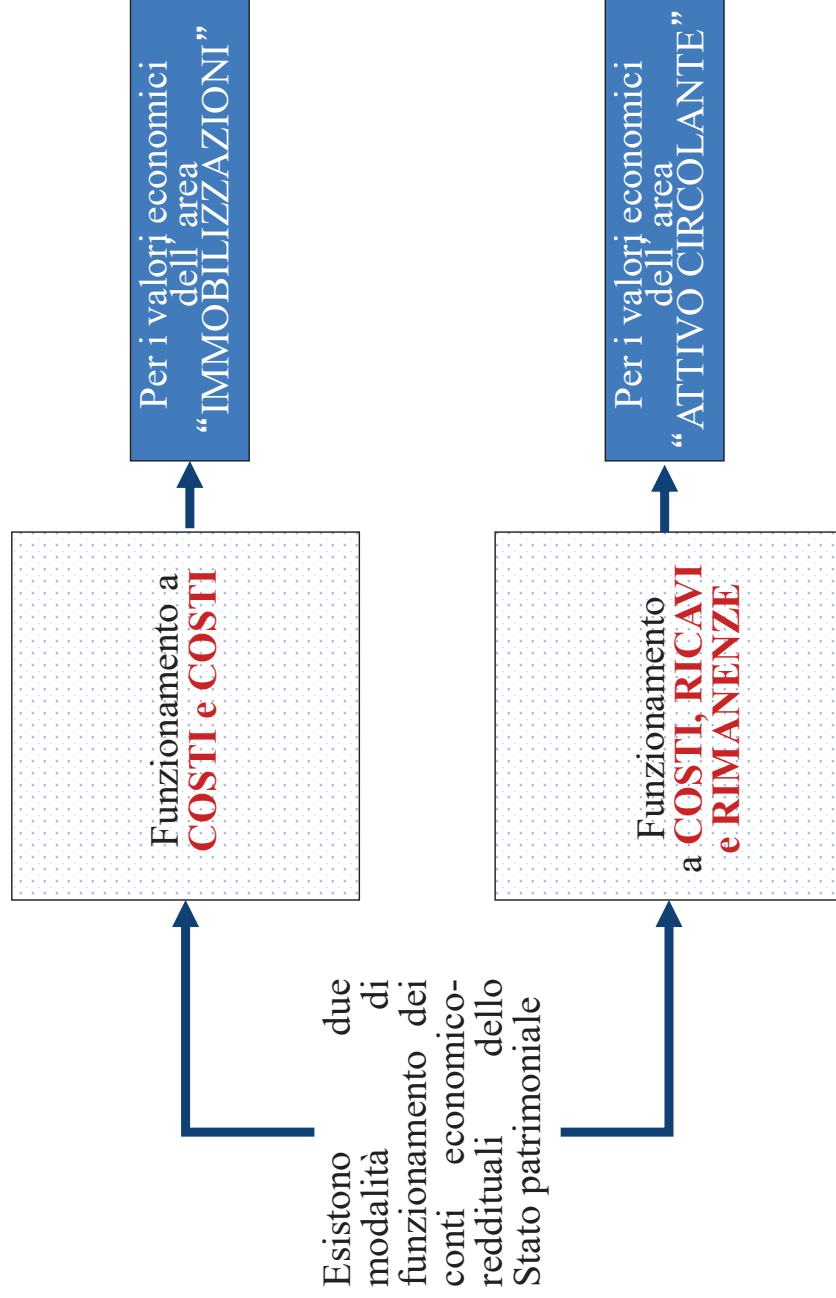 Esistono due
modalità di
funzionamento dei
conti economico-
reddituali dello
Stato patrimoniale
Funzionamento a
COSTI e COSTI
Per i valori economici
dell’ area
“IMMOBILIZZAZIONI”
Funzionamento
a COSTI, RICAVI
e RIMANENZE
Per i valori economici
dell’ area
“ATTIVO CIRCOLANTE”